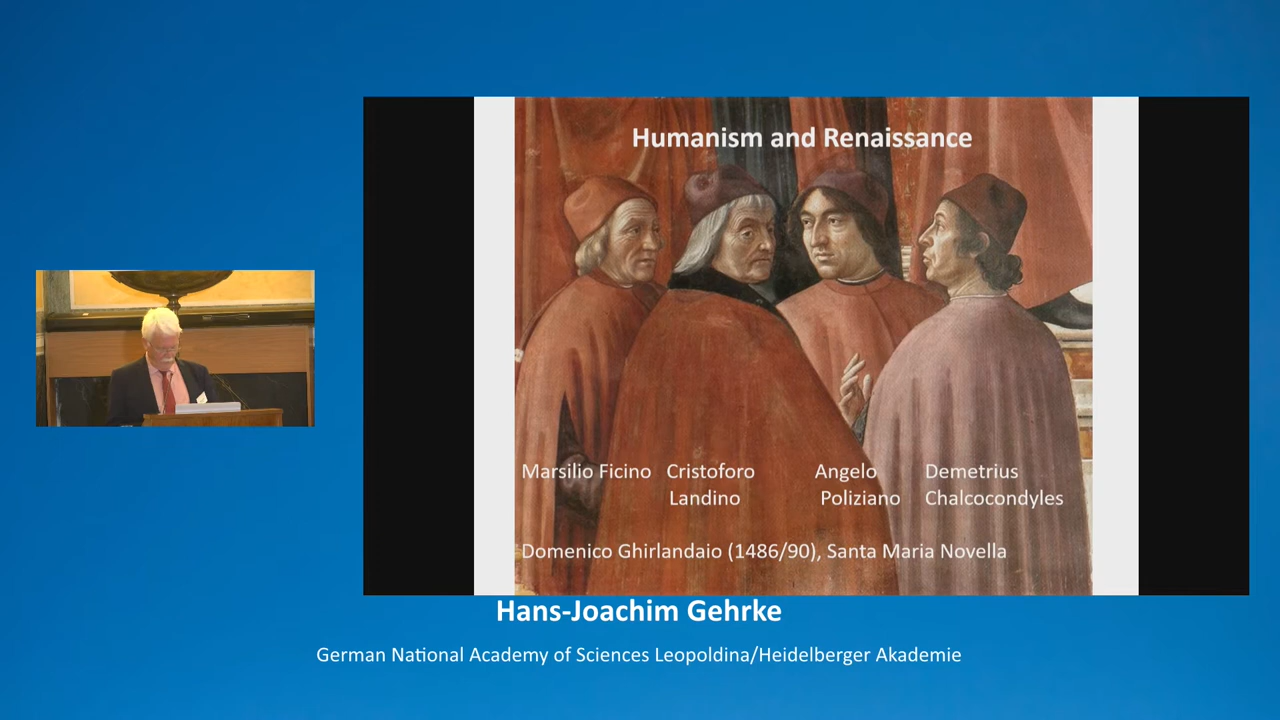 Humanism and Renaissance
Marsilio Ficino Cristoforo Landino Angelo Poliziano Demetrius Chalcocondyles
Domenico Ghirlandaio (1486/90), Santa Maria Novella
Hans-Joachim Gehrke
German National Academy of Sciences Leopoldina/Heidelberger Akademie